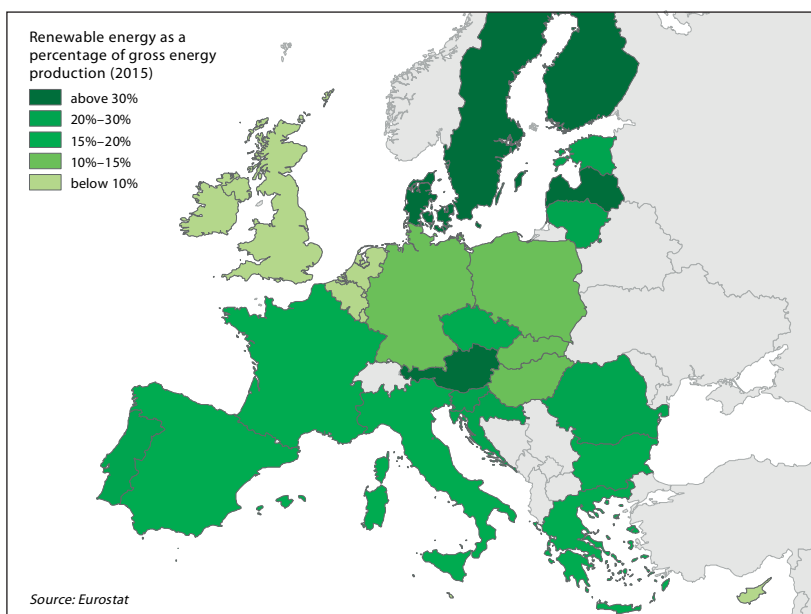 Renewable energy as a
percentage of gross energy
production (2015)
above 30%
20%–30%
15%–20%
10%–15%
below 10%
Source: Eurostat